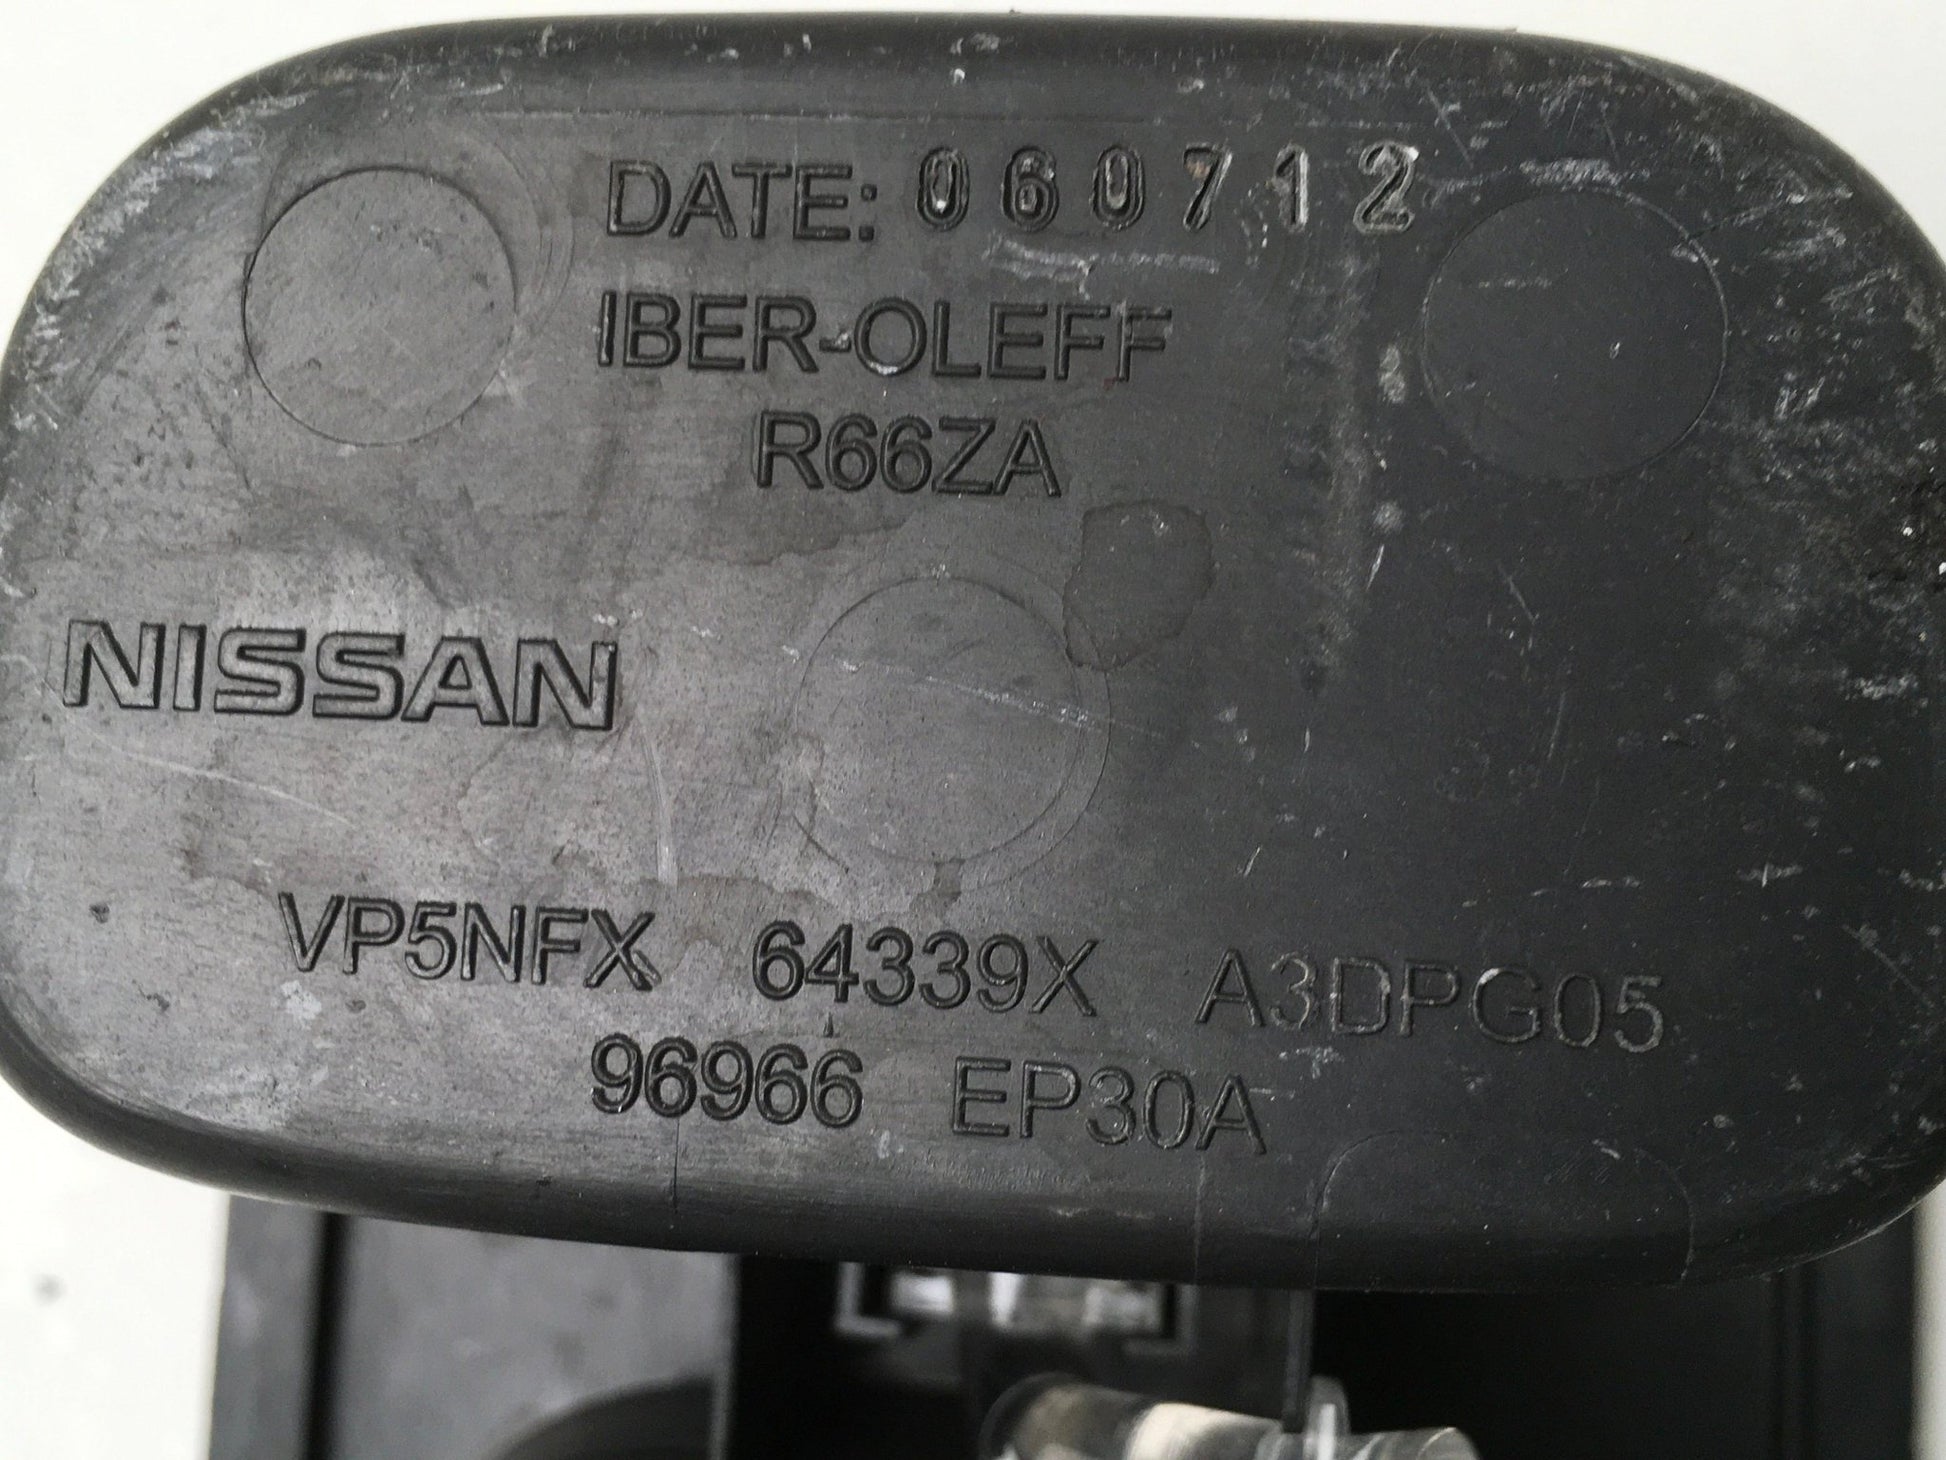 DATE: 060712
IBER-OLEFF
R66ZA
NISSAN
VP5NFX 64339X A3DPG05
96966 EP30A